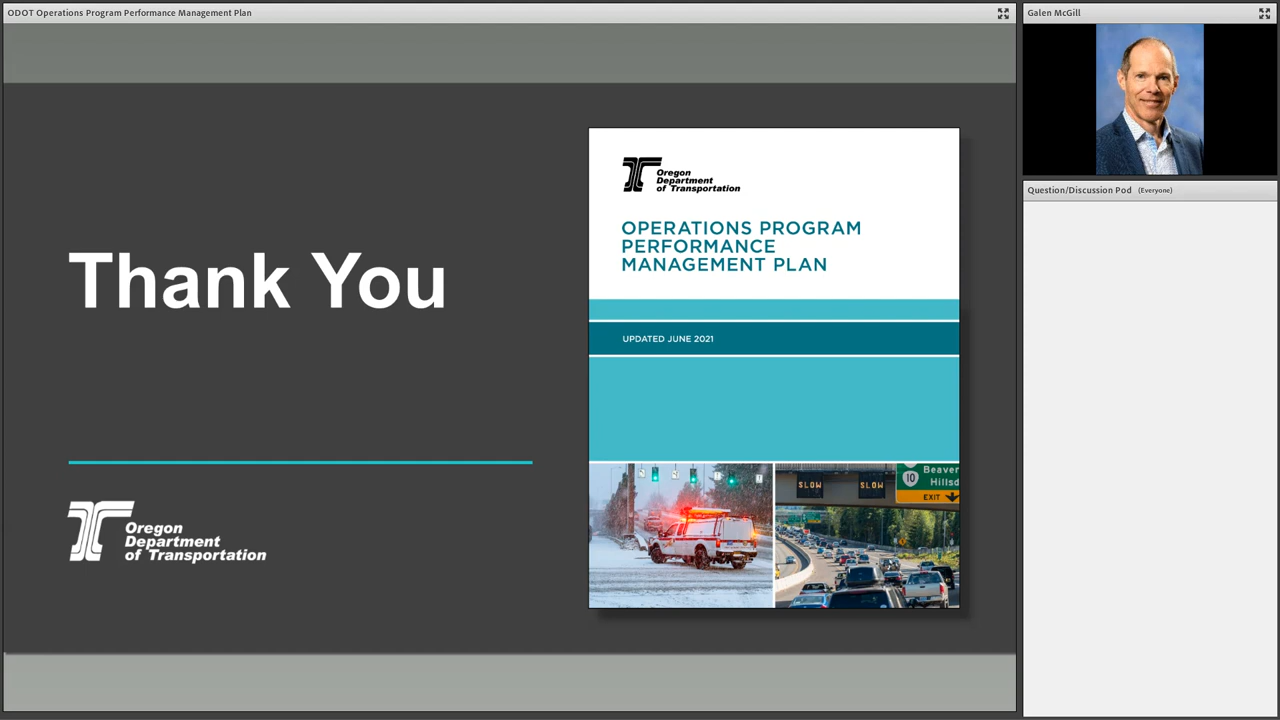 ODOT Operations Program Performance Management Plan
Galen McGill
Question/Discussion Pod (Everyone)
Thank You
Oregon
Department
of Transportation
Oregon
Department
of Transportation
OPERATIONS PROGRAM
PERFORMANCE
MANAGEMENT PLAN
UPDATED JUNE 2021
SLOW
SLOW
10
Beaver
Hillsd
EXIT